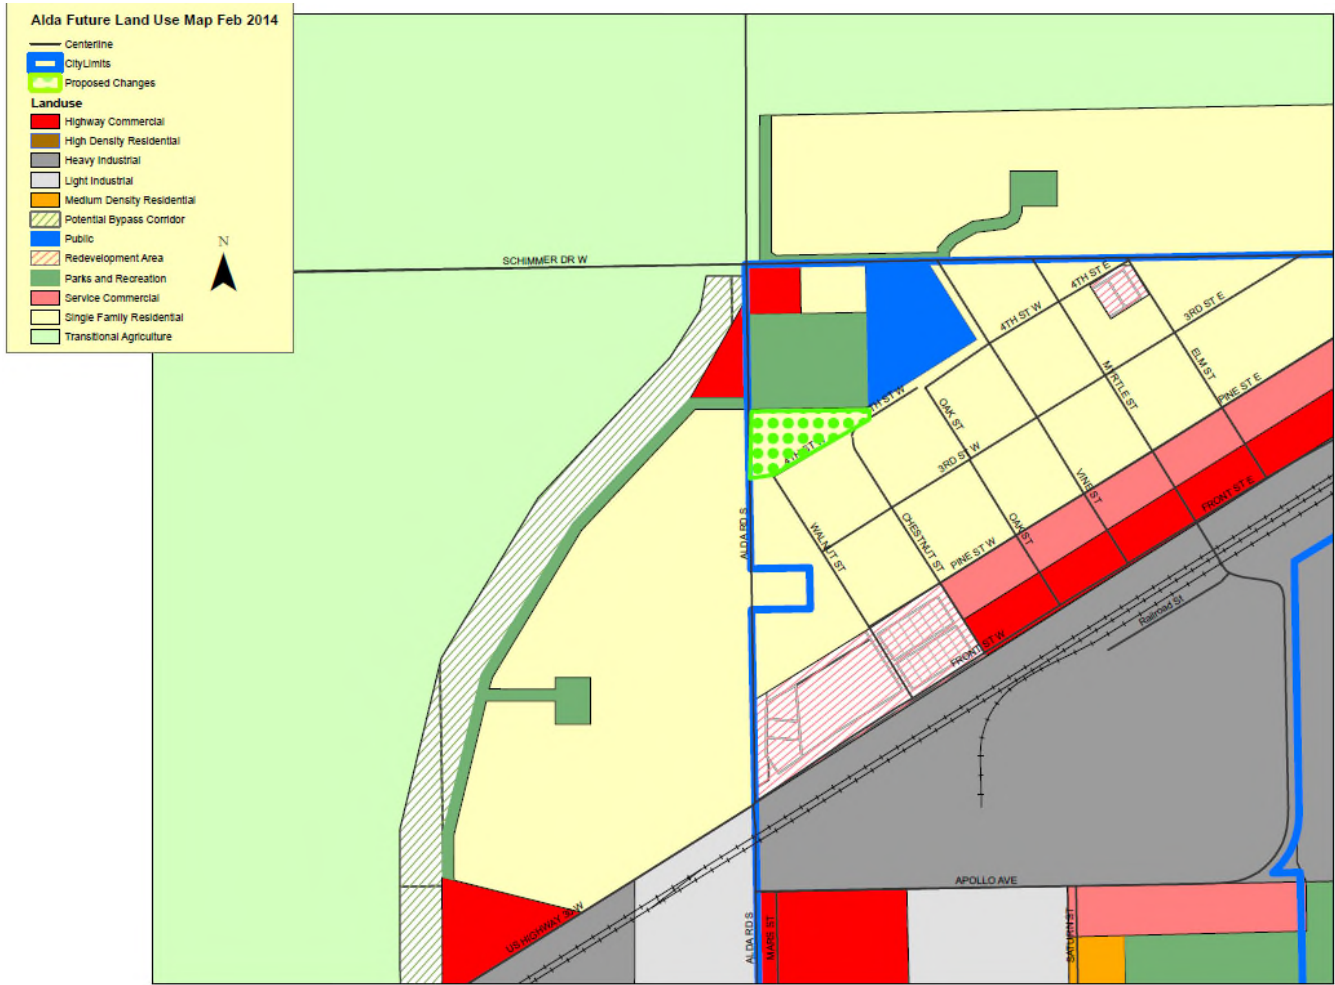 Alda Future Land Use Map Feb 2014
Centerline
CityLimits
Proposed Changes
Landuse
Highway Commercial
High Density Residential
Heavy Industrial
Light Industrial
Medium Density Residential
Potential Bypass Corridor
Public
Redevelopment Area
Parks and Recreation
Service Commercial
Single Family Residential
Transitional Agriculture
N
SCHIMMER DR W
4TH ST E
4TH ST W
3RD ST E
ELM ST
MYRTLE ST
PINE ST E
OAK ST
3RD ST W
VINE ST
FRONT ST E
ALDA RD S
WALNUT ST
CHESTNUT ST
OAK ST
PINE ST W
Railroad St
FRONT ST W
APOLLO AVE
US HIGHWAY 30 W
ALDA RD S
MARS ST
SATURN ST